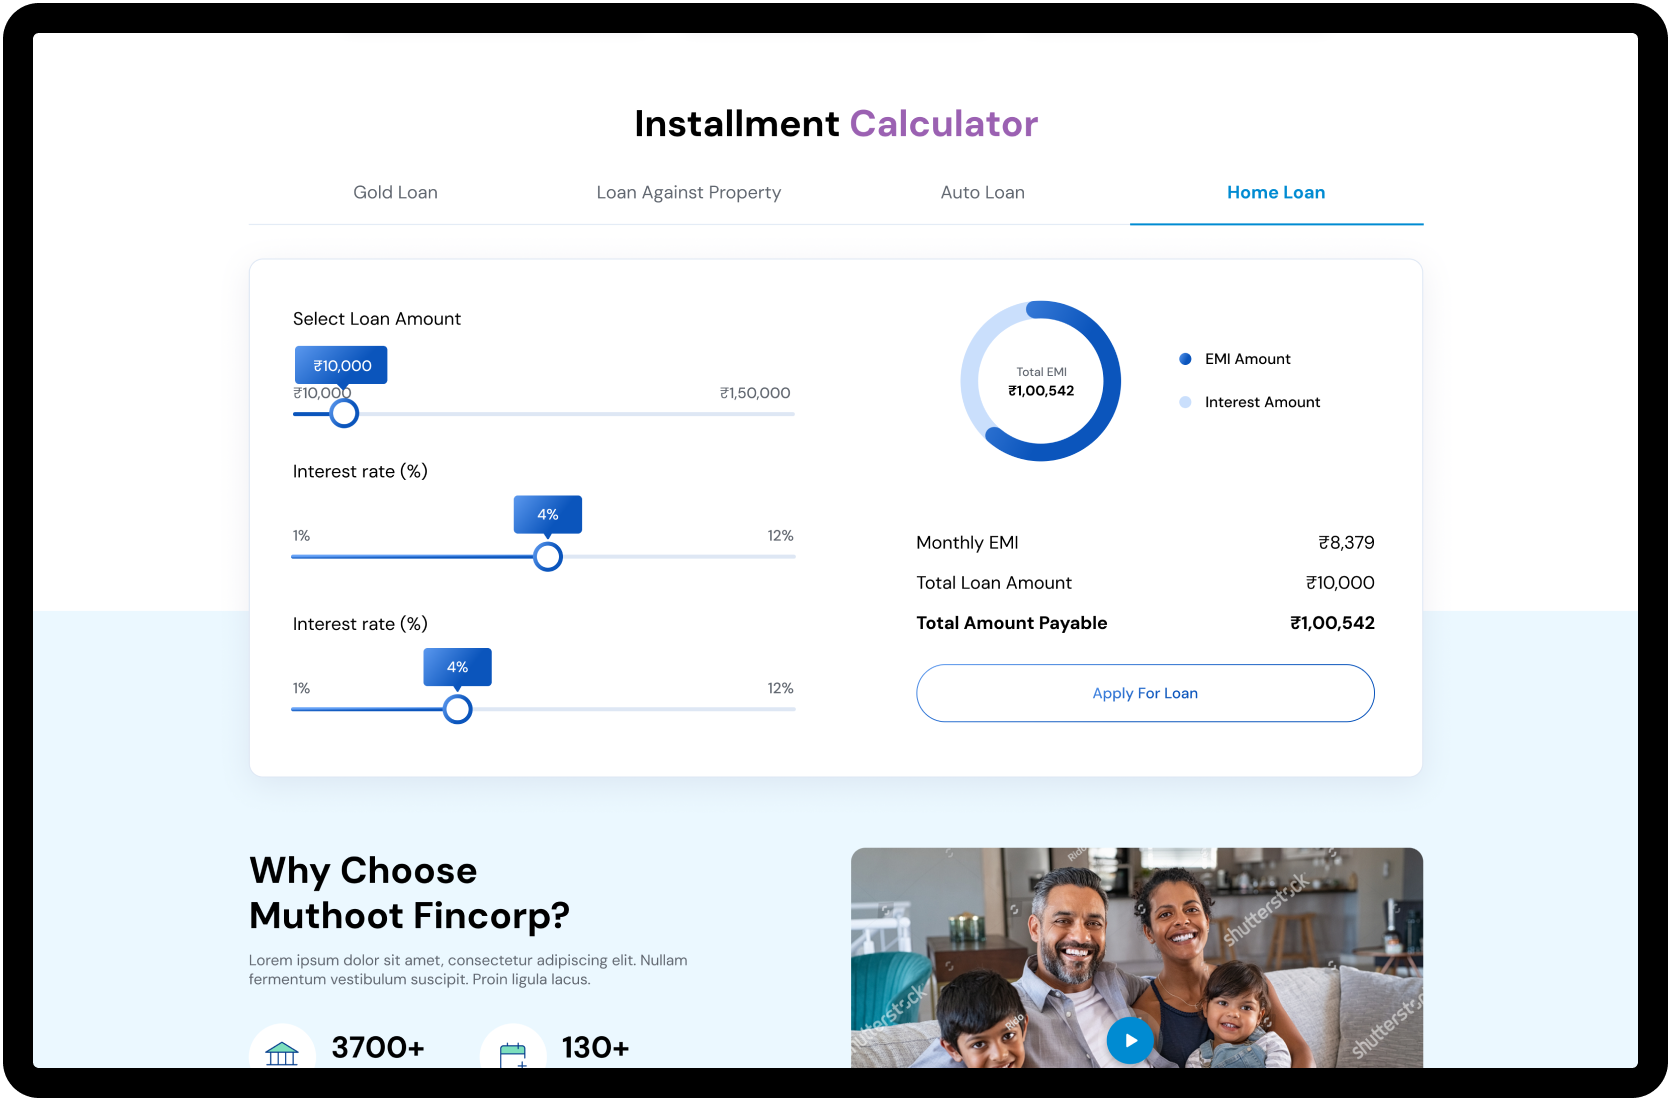 Installment Calculator
Gold Loan
Loan Against Property
Auto Loan
Home Loan
Select Loan Amount
₹10,000
₹10,000
₹1,50,000
Interest rate (%)
4%
1%
12%
Interest rate (%)
4%
1%
12%
Total EMI
₹1,00,542
EMI Amount
Interest Amount
Monthly EMI ₹8,379
Total Loan Amount ₹10,000
Total Amount Payable ₹1,00,542
Apply For Loan
Why Choose
Muthoot Fincorp?
Lorem ipsum dolor sit amet, consectetur adipiscing elit. Nullam
fermentum vestibulum suscipit. Proin ligula lacus.
3700+
130+
Rido
shutterstock
shutterstock
Rido
shutterstock